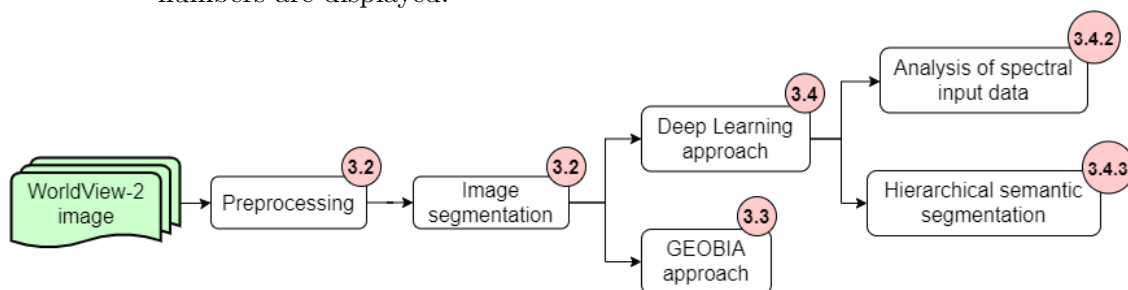 numbers are displayed.
3.4.2
Analysis of spectral
input data
3.4
Deep Learning
approach
3.2
3.2
3.4.3
WorldView-2
image
Preprocessing
Image
segmentation
Hierarchical semantic
segmentation
3.3
GEOBIA
approach